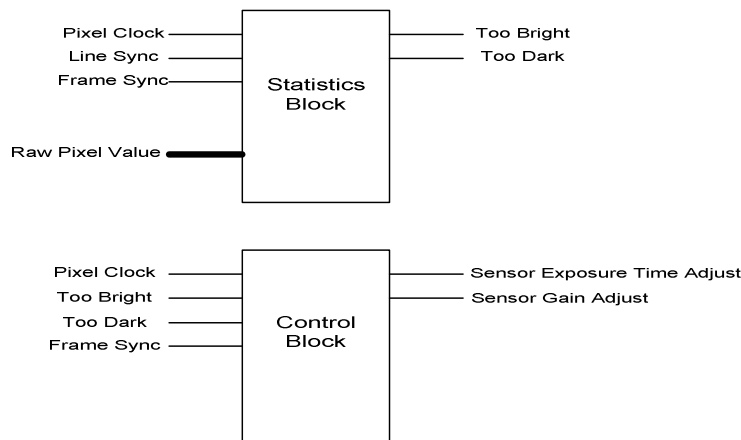 Pixel Clock
Line Sync
Frame Sync
Raw Pixel Value
Statistics
Block
Too Bright
Too Dark
Pixel Clock
Too Bright
Too Dark
Frame Sync
Control
Block
Sensor Exposure Time Adjust
Sensor Gain Adjust